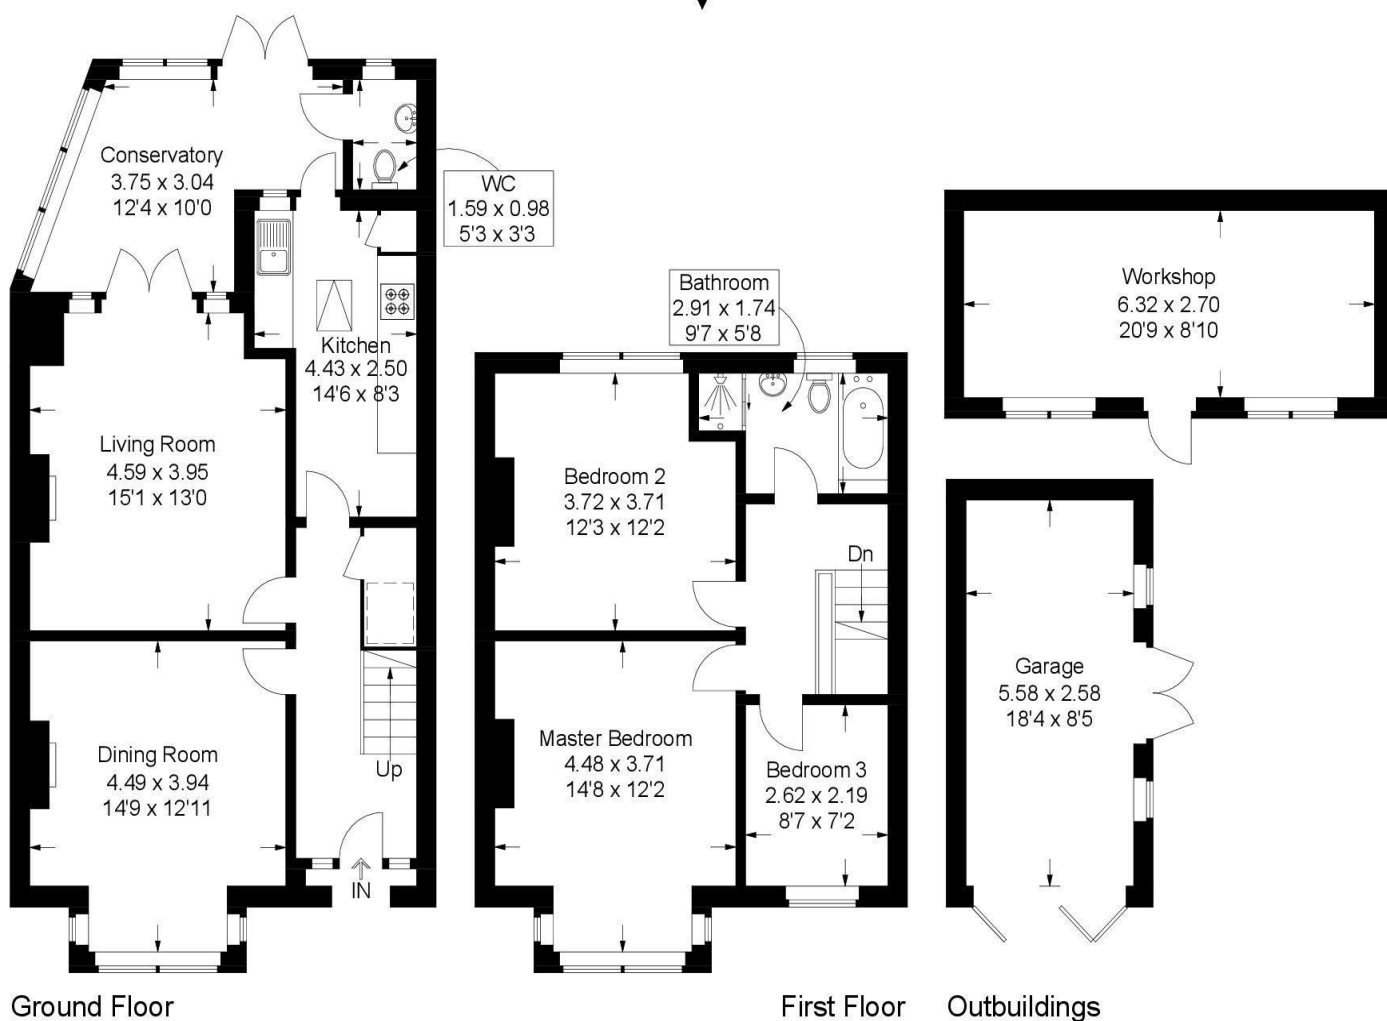 Conservatory
3.75 x 3.04
12'4 x 10'0
WC
1.59 x 0.98
5'3 x 3'3
Kitchen
4.43 x 2.50
14'6 x 8'3
Living Room
4.59 x 3.95
15'1 x 13'0
Dining Room
4.49 x 3.94
14'9 x 12'11
Up
IN
Ground Floor
Bathroom
2.91 x 1.74
9'7 x 5'8
Bedroom 2
3.72 x 3.71
12'3 x 12'2
Dn
Master Bedroom
4.48 x 3.71
14'8 x 12'2
Bedroom 3
2.62 x 2.19
8'7 x 7'2
First Floor
Workshop
6.32 x 2.70
20'9 x 8'10
Garage
5.58 x 2.58
18'4 x 8'5
Outbuildings